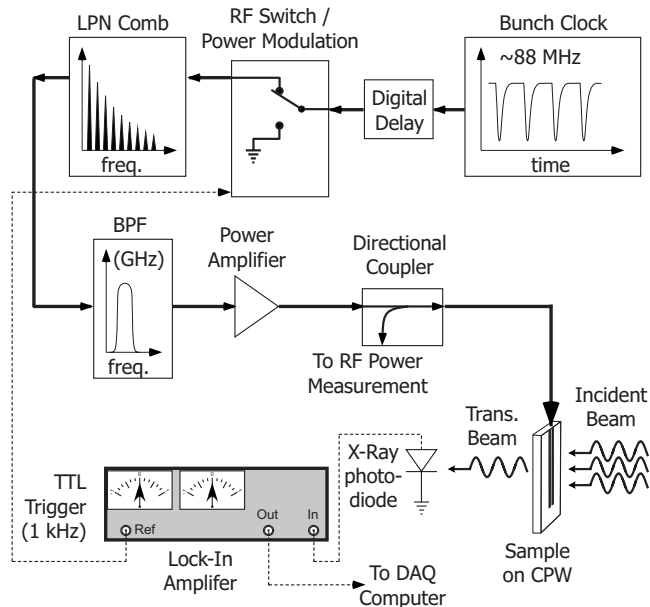 LPN Comb
freq.
RF Switch /
Power Modulation
Digital
Delay
Bunch Clock
~88 MHz
time
BPF
(GHz)
freq.
Power
Amplifier
Directional
Coupler
To RF Power
Measurement
Trans.
Beam
Incident
Beam
X-Ray
photo-
diode
TTL
Trigger
(1 kHz)
0
0
Ref
Out
In
Lock-In
Amplifer
To DAQ
Computer
Sample
on CPW